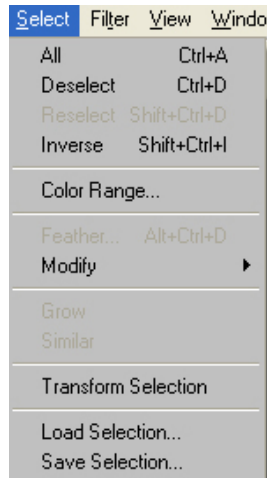 Select Filter View Windo
All Ctrl+A
Deselect Ctrl+D
Reselect Shift+Ctrl+D
Inverse Shift+Ctrl+I
Color Range...
Feather... Alt+Ctrl+D
Modify
Grow
Similar
Transform Selection
Load Selection...
Save Selection...